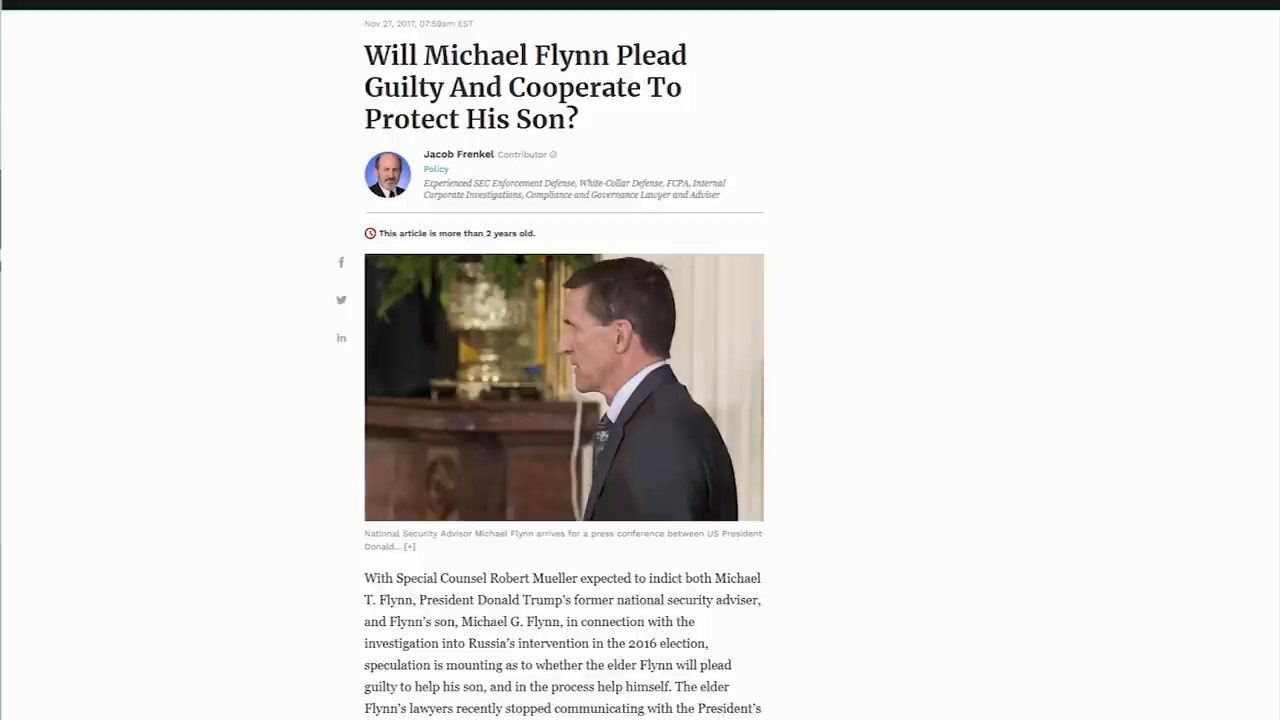 Nov 27, 2017, 07:59am EST
Will Michael Flynn Plead
Guilty And Cooperate To
Protect His Son?
Jacob Frenkel Contributor
Policy
Experienced SEC Enforcement Defense, White-Collar Defense, FCPA, Internal
Corporate Investigations, Compliance and Governance Lawyer and Adviser
This article is more than 2 years old.
National Security Advisor Michael Flynn arrives for a press conference between US President
Donald... [+]
With Special Counsel Robert Mueller expected to indict both Michael
T. Flynn, President Donald Trump’s former national security adviser,
and Flynn’s son, Michael G. Flynn, in connection with the
investigation into Russia’s intervention in the 2016 election,
speculation is mounting as to whether the elder Flynn will plead
guilty to help his son, and in the process help himself. The elder
Flynn’s lawyers recently stopped communicating with the President’s